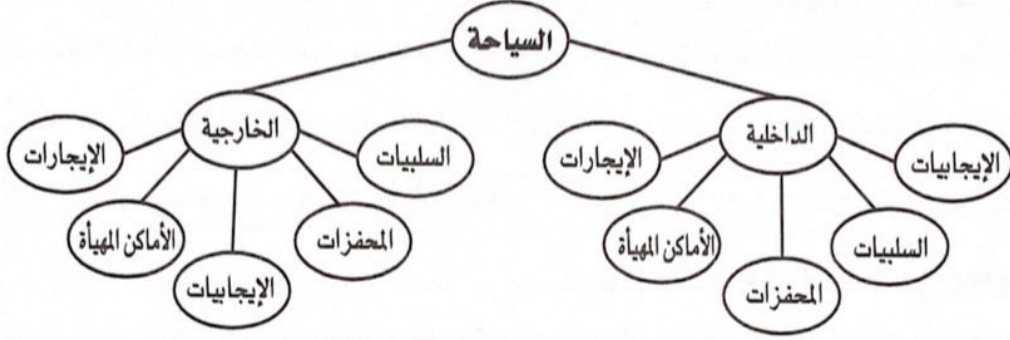 السياحة
الداخلية
الإيجابيات
السلبيات
المحفزات
الأماكن المهيأة
الإيجارات
الخارجية
السلبيات
المحفزات
الإيجابيات
الأماكن المهيأة
الإيجارات